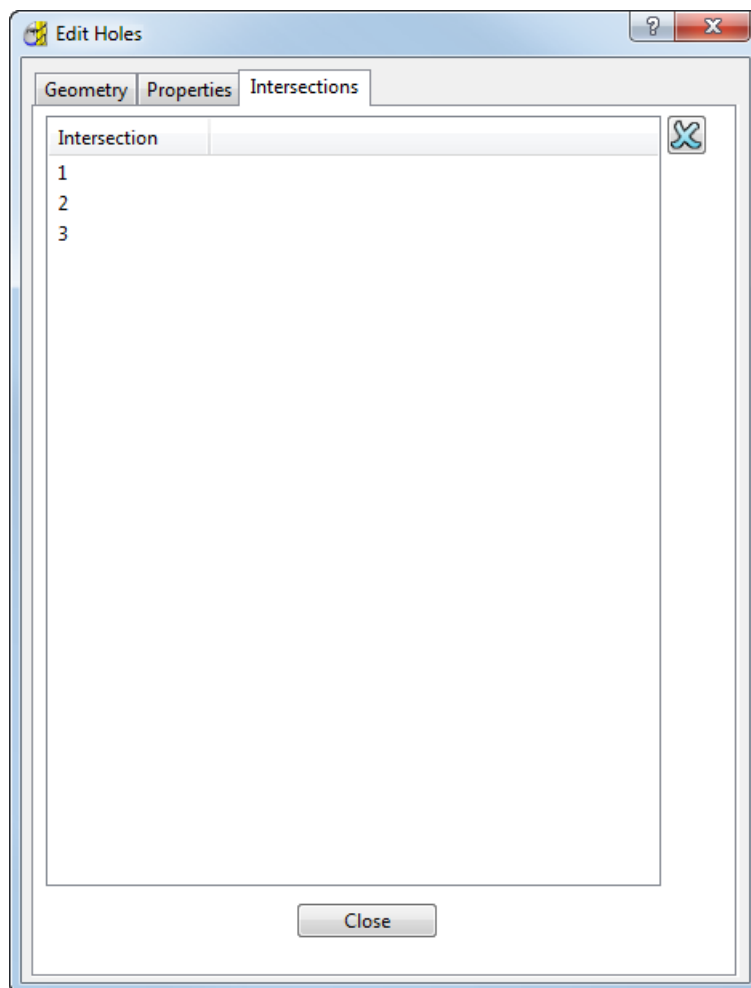 Edit Holes
?
Geometry Properties Intersections
Intersection
1
2
3
Close